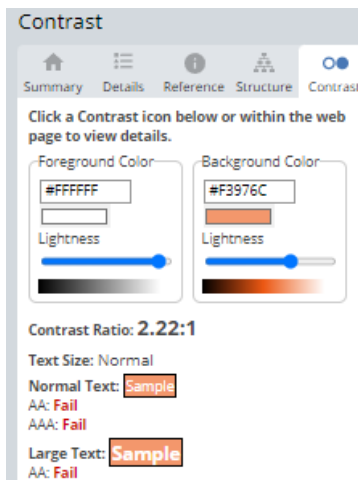 Contrast
Summary Details Reference Structure Contrast
Click a Contrast icon below or within the web
page to view details.
Foreground Color
#FFFFFF
Lightness
Background Color
#F3976C
Lightness
Contrast Ratio: 2.22:1
Text Size: Normal
Normal Text: Sample
AA: Fail
AAA: Fail
Large Text: Sample
AA: Fail